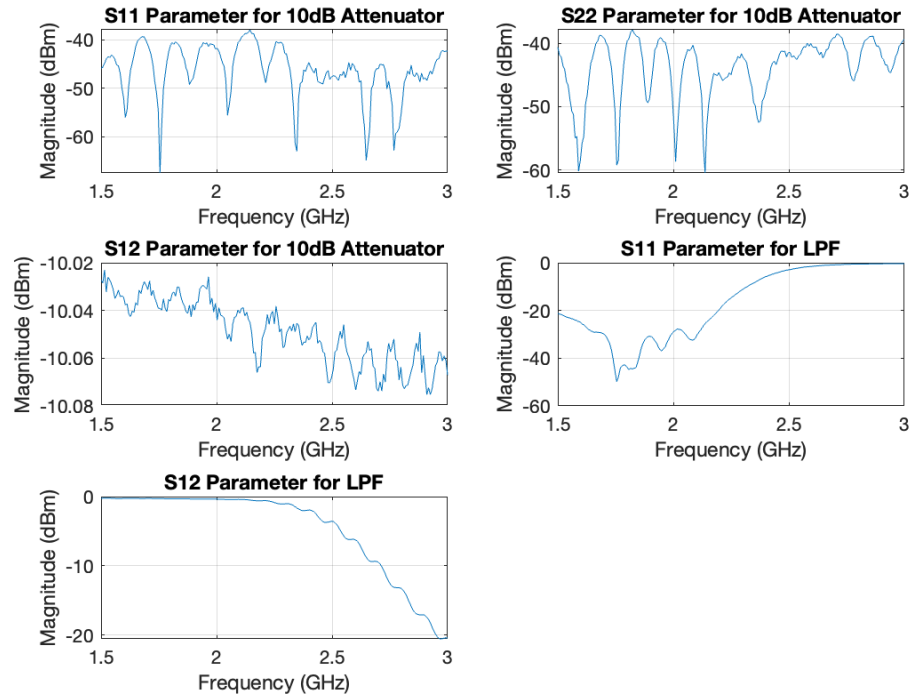 S11 Parameter for 10dB Attenuator
Magnitude (dBm)
-40
-50
-60
1.5 2 2.5 3
Frequency (GHz)
S22 Parameter for 10dB Attenuator
Magnitude (dBm)
-40
-50
-60
1.5 2 2.5 3
Frequency (GHz)
S12 Parameter for 10dB Attenuator
Magnitude (dBm)
-10.02
-10.04
-10.06
-10.08
1.5 2 2.5 3
Frequency (GHz)
S11 Parameter for LPF
Magnitude (dBm)
0
-20
-40
-60
1.5 2 2.5 3
Frequency (GHz)
S12 Parameter for LPF
Magnitude (dBm)
0
-10
-20
1.5 2 2.5 3
Frequency (GHz)